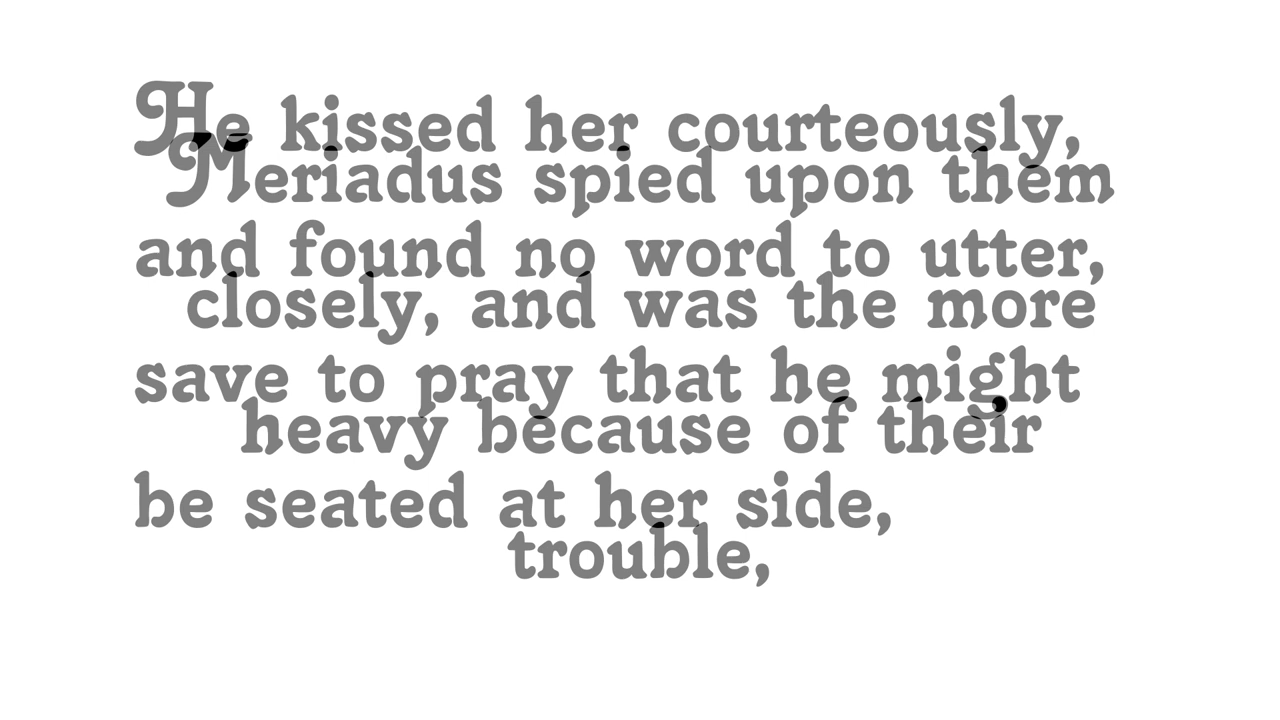 He kissed her courteously,
Meriadus spied upon them
and found no word to utter,
closely, and was the more
save to pray that he might
heavy because of their
be seated at her side,
trouble,